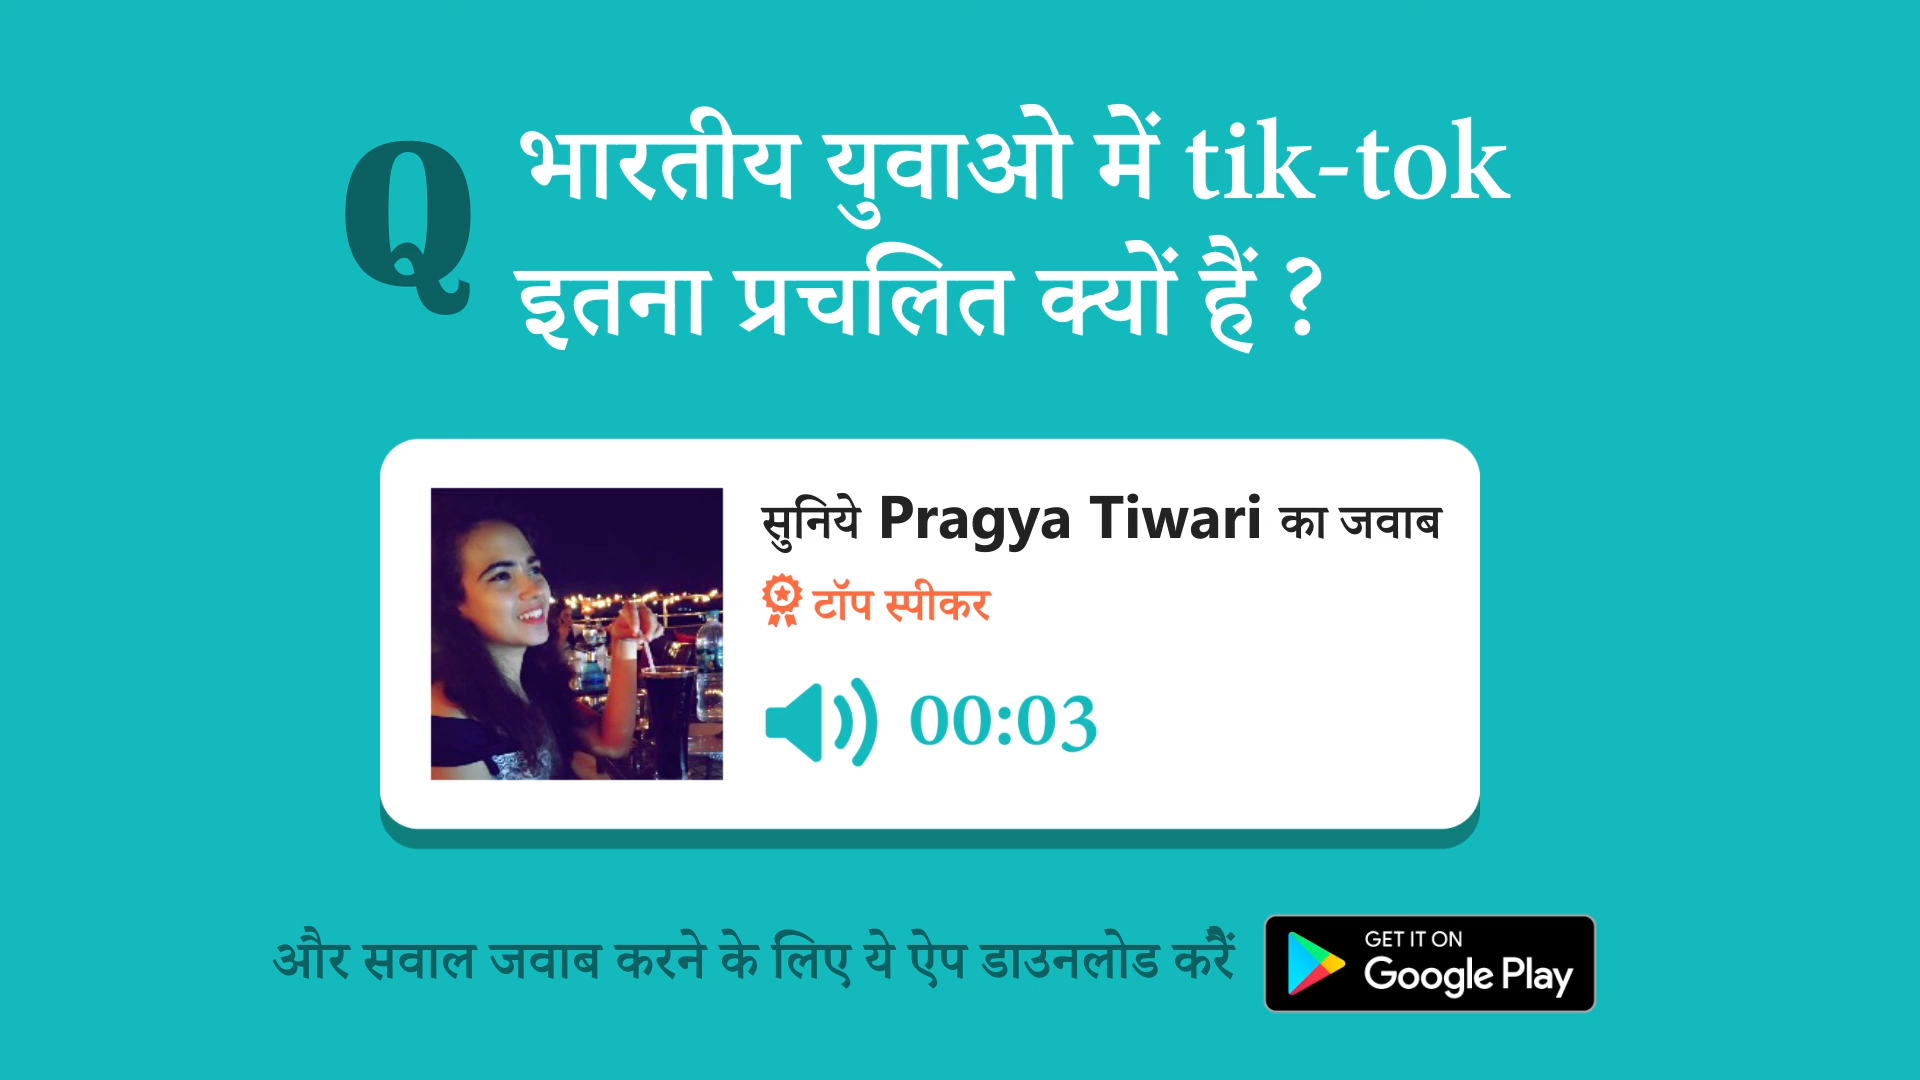 Q
भारतीय युवाओ में tik-tok
इतना प्रचलित क्यों हैं ?
सुनिये Pragya Tiwari का जवाब
टॉप स्पीकर
00:03
और सवाल जवाब करने के लिए ये ऐप डाउनलोड करैं
GET IT ON
Google Play